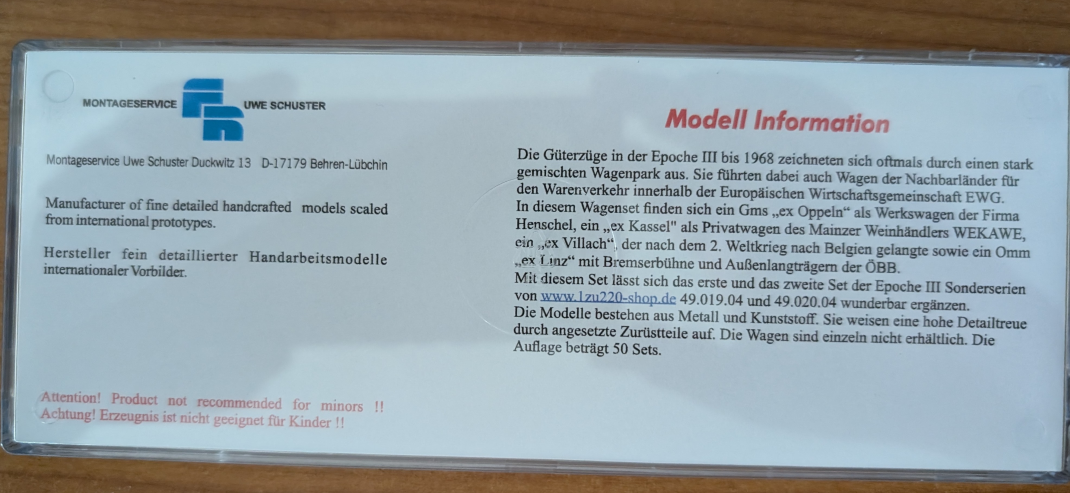 MONTAGESERVICE UWE SCHUSTER
Montageservice Uwe Schuster Duckwitz 13 D-17179 Behren-Lübchin
Manufacturer of fine detailed handcrafted models scaled
from international prototypes.
Hersteller fein detaillierter Handarbeitsmodelle
internationaler Vorbilder.
Attention! Product not recommended for minors !!
Achtung! Erzeugnis ist nicht geeignet für Kinder !!
Modell Information
Die Güterzüge in der Epoche III bis 1968 zeichneten sich oftmals durch einen stark
gemischten Wagenpark aus. Sie führten dabei auch Wagen der Nachbarländer für
den Warenverkehr innerhalb der Europäischen Wirtschaftsgemeinschaft EWG.
In diesem Wagenset finden sich ein Gms „ex Oppeln“ als Werkswagen der Firma
Henschel, ein „ex Kassel" als Privatwagen des Mainzer Weinhändlers WEKAWE,
ein „ex Villach“, der nach dem 2. Weltkrieg nach Belgien gelangte sowie ein Omm
„ex Linz“ mit Bremserbühne und Außenlangträgern der ÖBB.
Mit diesem Set lässt sich das erste und das zweite Set der Epoche III Sonderserien
von www.1zu220-shop.de 49.019.04 und 49.020.04 wunderbar ergänzen.
Die Modelle bestehen aus Metall und Kunststoff. Sie weisen eine hohe Detailtreue
durch angesetzte Zurüstteile auf. Die Wagen sind einzeln nicht erhältlich. Die
Auflage beträgt 50 Sets.